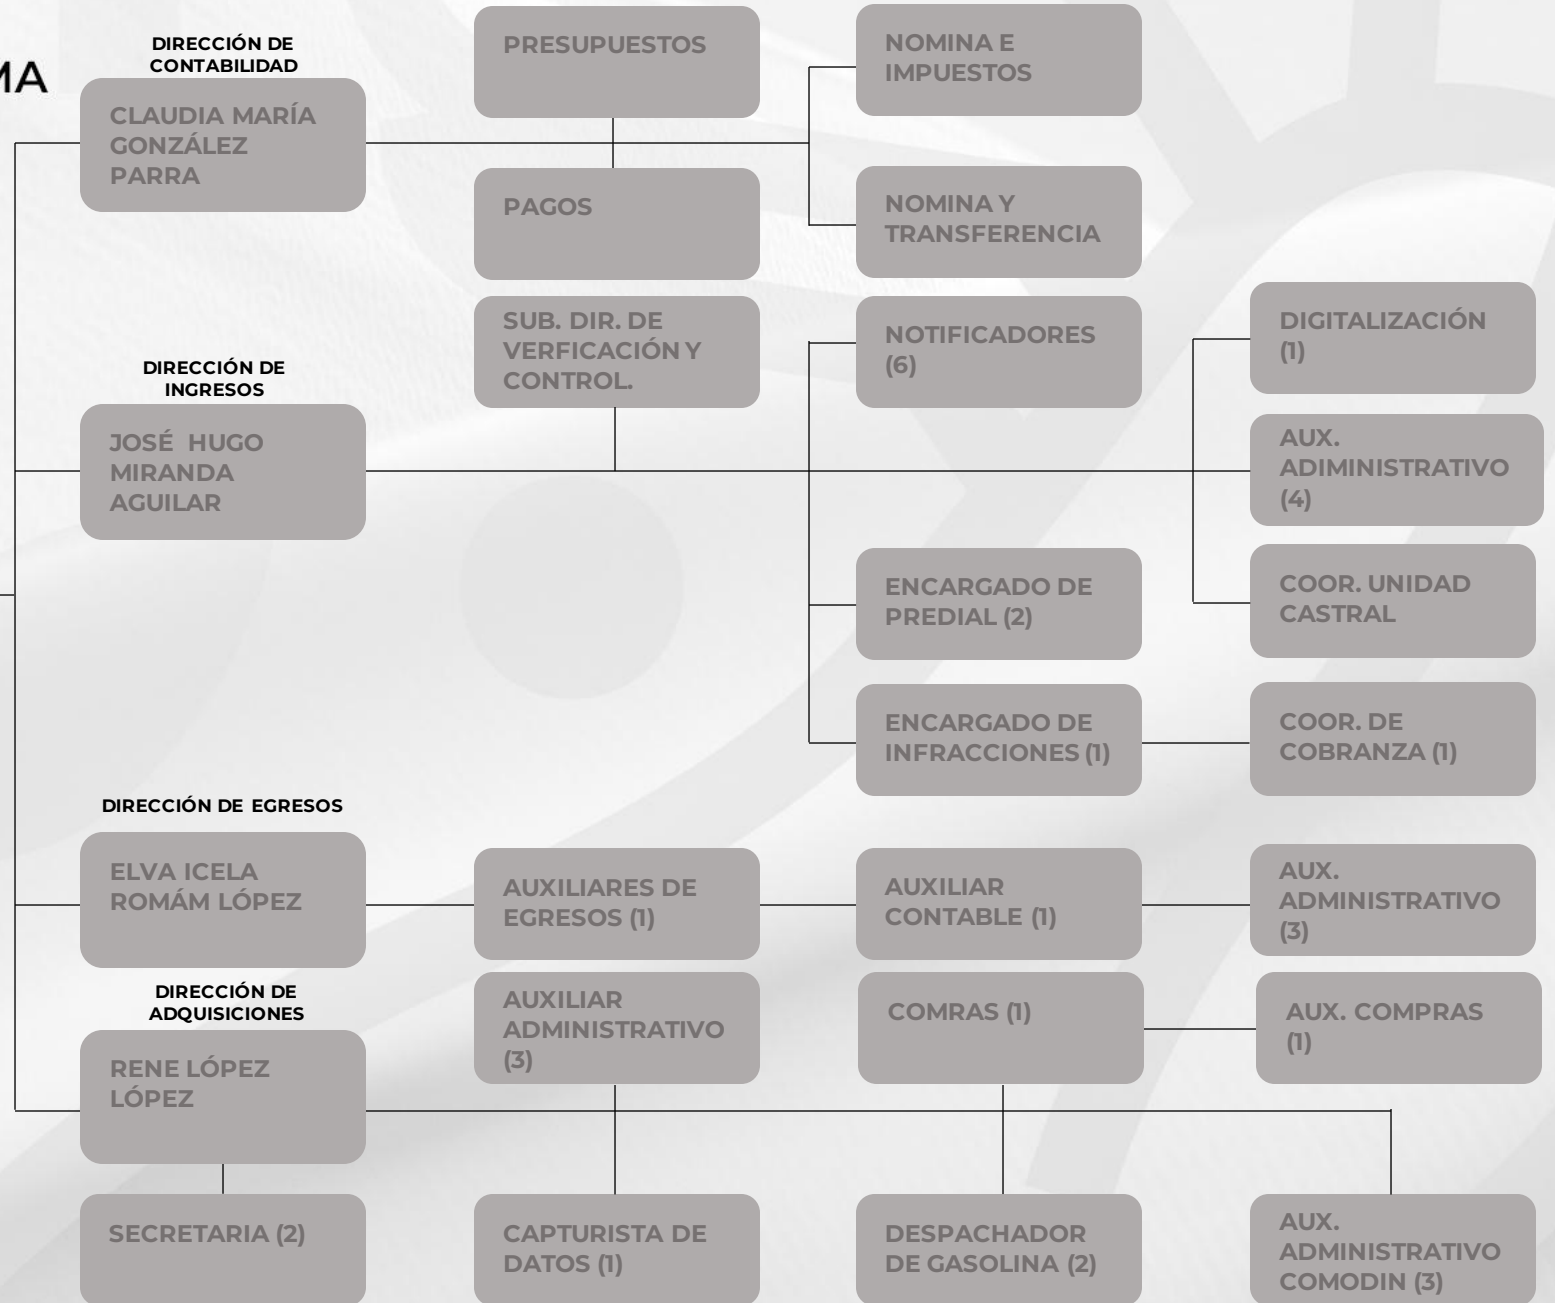 MA
DIRECCIÓN DE
CONTABILIDAD
CLAUDIA MARÍA
GONZÁLEZ
PARRA
PRESUPUESTOS
PAGOS
NOMINA E
IMPUESTOS
NOMINA Y
TRANSFERENCIA
DIRECCIÓN DE
INGRESOS
JOSÉ HUGO
MIRANDA
AGUILAR
SUB. DIR. DE
VERFICACIÓN Y
CONTROL.
NOTIFICADORES
(6)
ENCARGADO DE
PREDIAL (2)
ENCARGADO DE
INFRACCIONES (1)
DIGITALIZACIÓN
(1)
AUX.
ADIMINISTRATIVO
(4)
COOR. UNIDAD
CASTRAL
COOR. DE
COBRANZA (1)
DIRECCIÓN DE EGRESOS
ELVA ICELA
ROMÁM LÓPEZ
AUXILIARES DE
EGRESOS (1)
AUXILIAR
CONTABLE (1)
AUX.
ADMINISTRATIVO
(3)
DIRECCIÓN DE
ADQUISICIONES
RENE LÓPEZ
LÓPEZ
AUXILIAR
ADMINISTRATIVO
(3)
COMRAS (1)
AUX. COMPRAS
(1)
SECRETARIA (2)
CAPTURISTA DE
DATOS (1)
DESPACHADOR
DE GASOLINA (2)
AUX.
ADMINISTRATIVO
COMODIN (3)